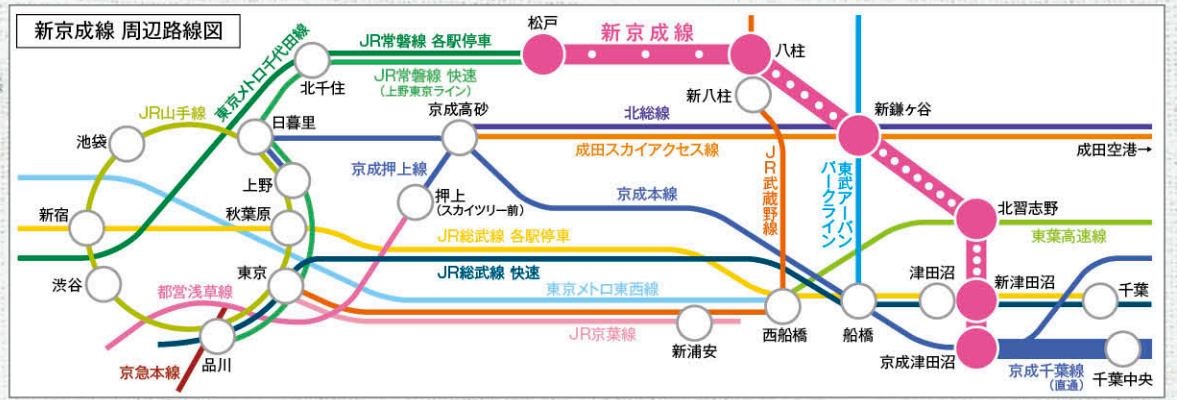 新京成線 周辺路線図
松戸
新京成線
八柱
JR常磐線 各駅停車
東京メトロ千代田線
北千住
JR常磐線 快速
(上野東京ライン)
新八柱
新鎌ヶ谷
JR山手線
日暮里
京成高砂
北総線
池袋
成田スカイアクセス線
成田空港→
京成押上線
上野
押上
(スカイツリー前)
京成本線
JR武蔵野線
東武アーバン
パークライン
新宿
秋葉原
北習志野
JR総武線 各駅停車
東葉高速線
渋谷
東京
JR総武線 快速
津田沼
新津田沼
千葉
都営浅草線
東京メトロ東西線
JR京葉線
新浦安
西船橋
船橋
品川
京急本線
京成津田沼
京成千葉線
(直通)
千葉中央